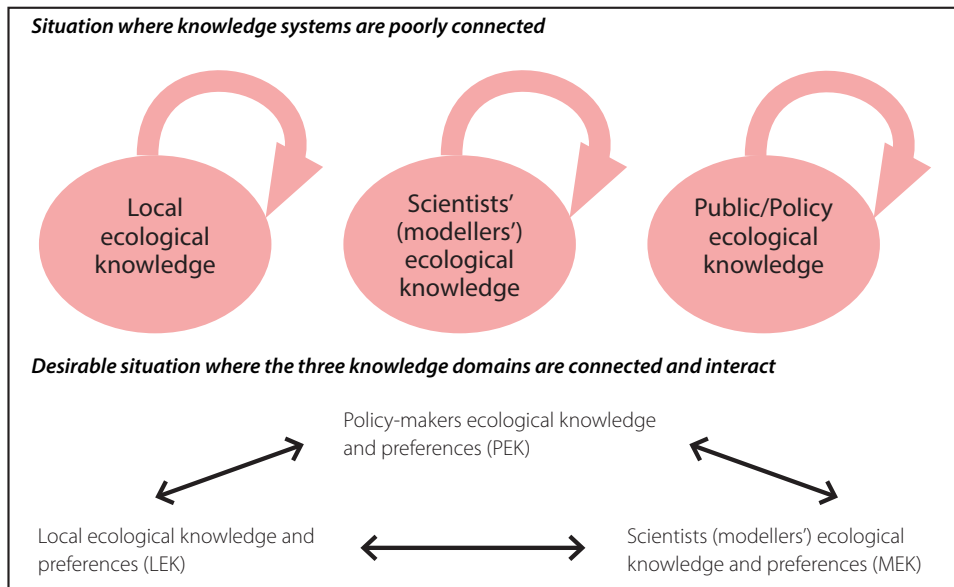 Situation where knowledge systems are poorly connected
Local
ecological
knowledge
Scientists'
(modellers')
ecological
knowledge
Public/Policy
ecological
knowledge
Desirable situation where the three knowledge domains are connected and interact
Policy-makers ecological knowledge
and preferences (PEK)
Local ecological knowledge and
preferences (LEK)
Scientists (modellers') ecological
knowledge and preferences (MEK)